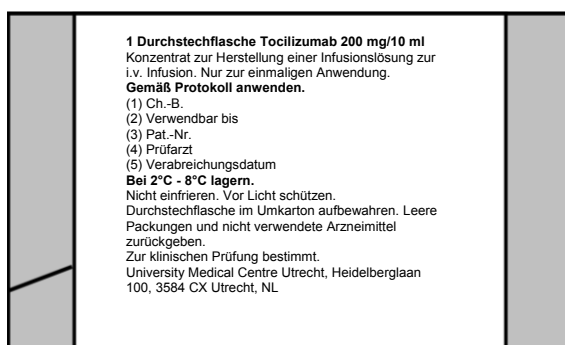 1 Durchstechflasche Tocilizumab 200 mg/10 ml
Konzentrat zur Herstellung einer Infusionslösung zur
i.v. Infusion. Nur zur einmaligen Anwendung.
Gemäß Protokoll anwenden.
(1) Ch.-B.
(2) Verwendbar bis
(3) Pat.-Nr.
(4) Prüfarzt
(5) Verabreichungsdatum
Bei 2°C - 8°C lagern.
Nicht einfrieren. Vor Licht schützen.
Durchstechflasche im Umkarton aufbewahren. Leere
Packungen und nicht verwendete Arzneimittel
zurückgeben.
Zur klinischen Prüfung bestimmt.
University Medical Centre Utrecht, Heidelberglaan
100, 3584 CX Utrecht, NL